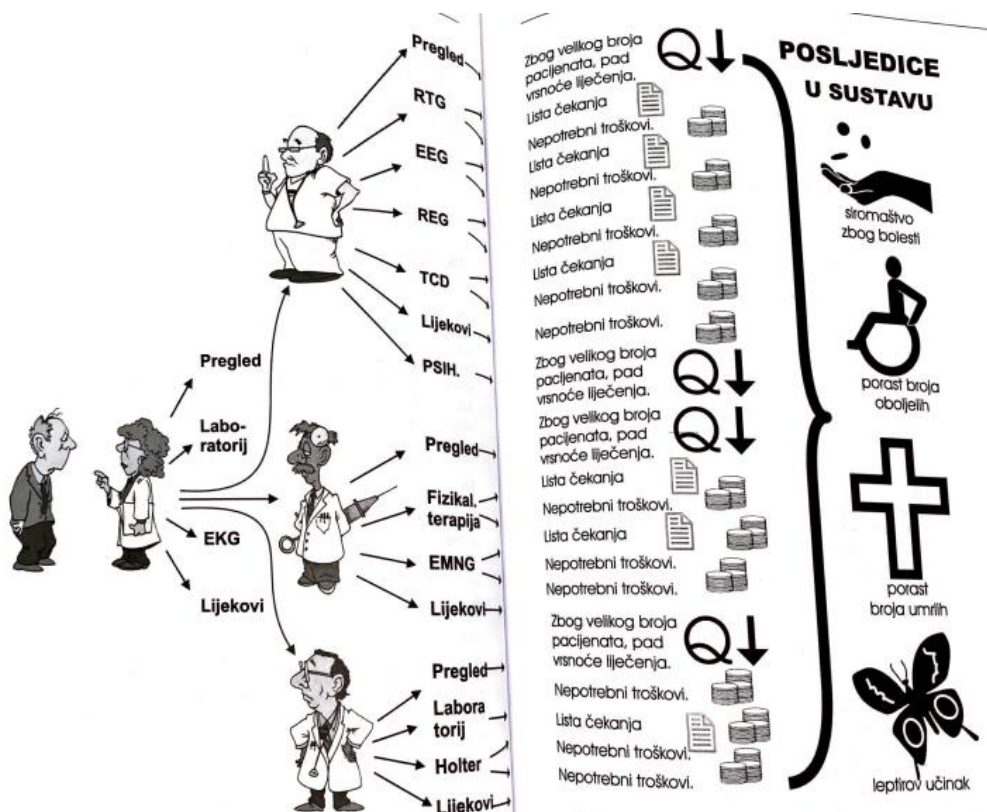 Pregled
RTG
EEG
REG
TCD
Lijekovi
PSIH.
Pregled
Labo-
ratorij
EKG
Lijekovi
Pregled
Fizikal.
terapija
EMNG
Lijekovi
Pregled
Labora
torij
Holter
Lijekovi
Zbog velikog broja
pacijenata, pad
vrsnoće liječenja.
Q
Lista čekanja
Nepotrebni troškovi.
Lista čekanja
Nepotrebni troškovi.
Lista čekanja
Nepotrebni troškovi.
Lista čekanja
Nepotrebni troškovi.
Nepotrebni troškovi.
Zbog velikog broja
pacijenata, pad
vrsnoće liječenja.
Q
Zbog velikog broja
pacijenata, pad
vrsnoće liječenja.
Q
Lista čekanja
Nepotrebni troškovi.
Lista čekanja
Nepotrebni troškovi.
Nepotrebni troškovi.
Zbog velikog broja
pacijenata, pad
vrsnoće liječenja.
Q
Nepotrebni troškovi.
Lista čekanja
Nepotrebni troškovi.
Nepotrebni troškovi.
POSLJEDICE
U SUSTAVU
siromaštvo
zbog bolesti
porast broja
oboljelih
porast
broja umrlih
leptirov učinak